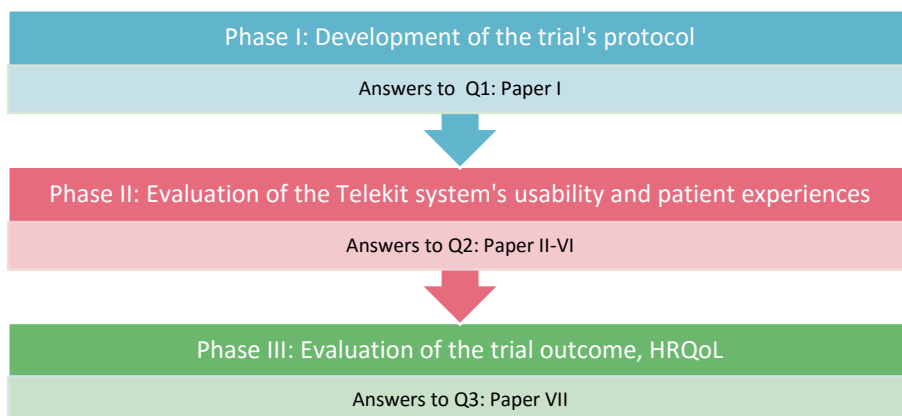 Phase I: Development of the trial's protocol
Answers to Q1: Paper I
Phase II: Evaluation of the Telekit system's usability and patient experiences
Answers to Q2: Paper II-VI
Phase III: Evaluation of the trial outcome, HRQoL
Answers to Q3: Paper VII